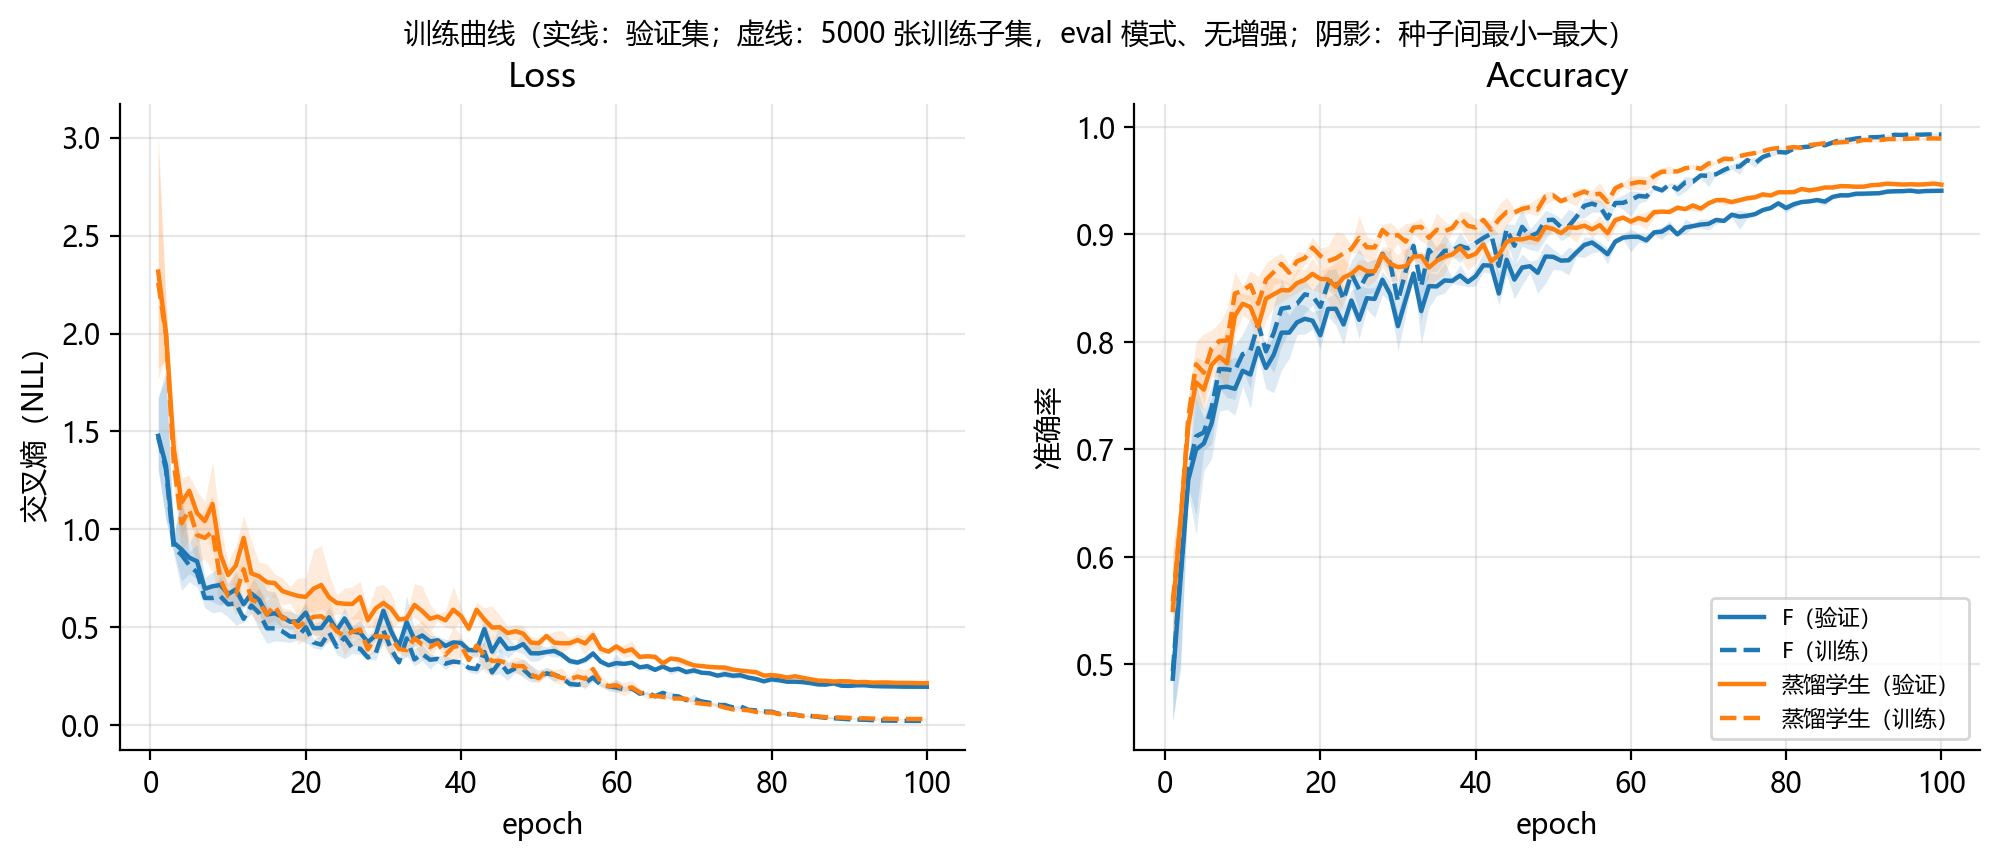 训练曲线（实线：验证集；虚线：5000 张训练子集，eval 模式、无增强；阴影：种子间最小–最大）
Loss
交叉熵（NLL）
3.0
2.5
2.0
1.5
1.0
0.5
0.0
0 20 40 60 80 100
epoch
Accuracy
准确率
1.0
0.9
0.8
0.7
0.6
0.5
F（验证）
F（训练）
蒸馏学生（验证）
蒸馏学生（训练）
0 20 40 60 80 100
epoch